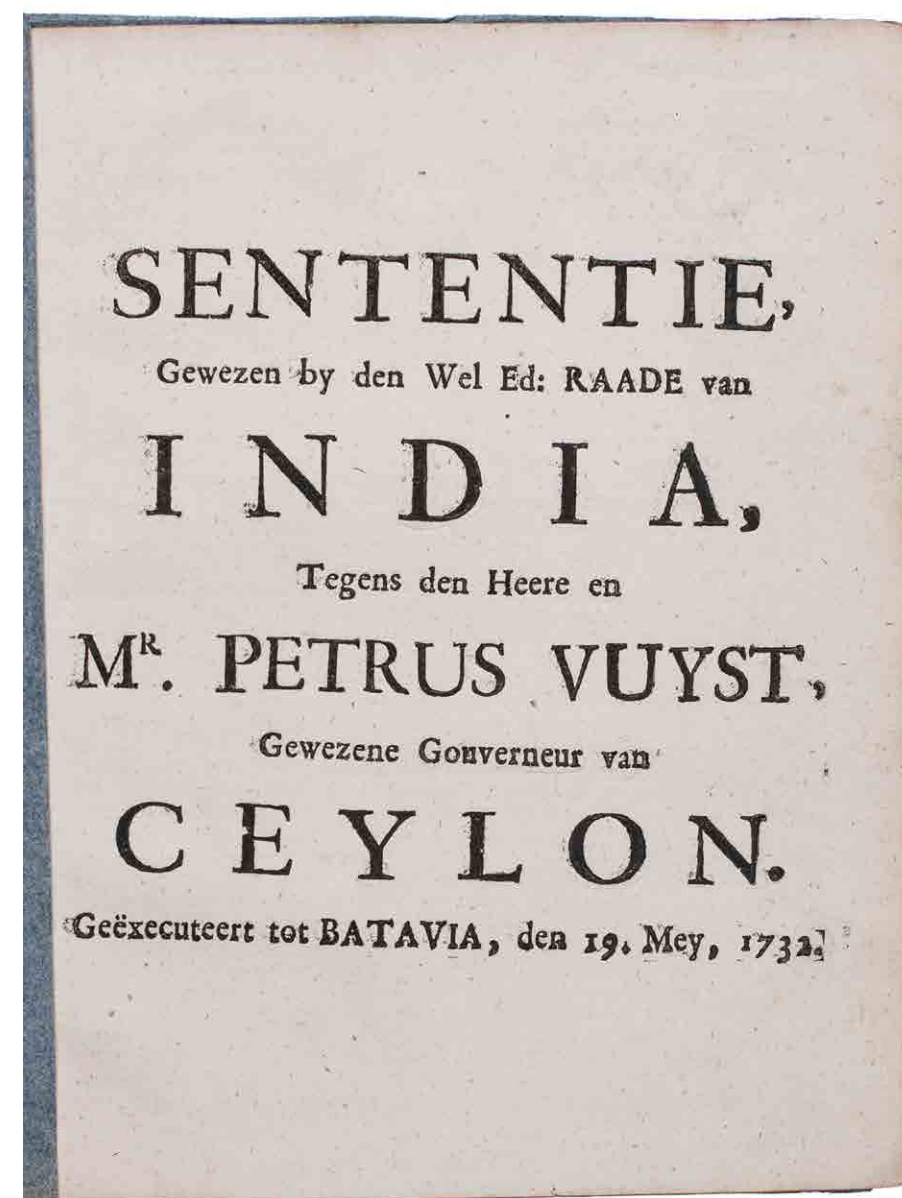 SENTENTIE,
Gewezen by den Wel Ed: RAADE van
INDIA,
Tegens den Heere en
MR. PETRUS VUYST,
Gewezene Gouverneur van
CEYLON.
Geëxecuteert tot BATAVIA, den 19. Mey, 1732.